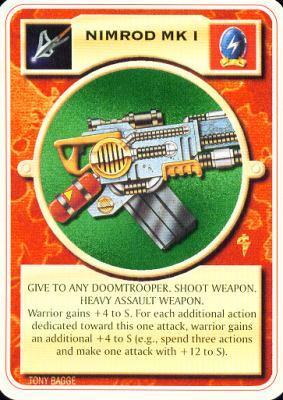 NIMROD MK I
GIVE TO ANY DOOMTROOPER. SHOOT WEAPON.
HEAVY ASSAULT WEAPON.
Warrior gains +4 to S. For each additional action
dedicated toward this one attack, warrior gains
an additional +4 to S (e.g., spend three actions
and make one attack with +12 to S).
TONY BAGGE